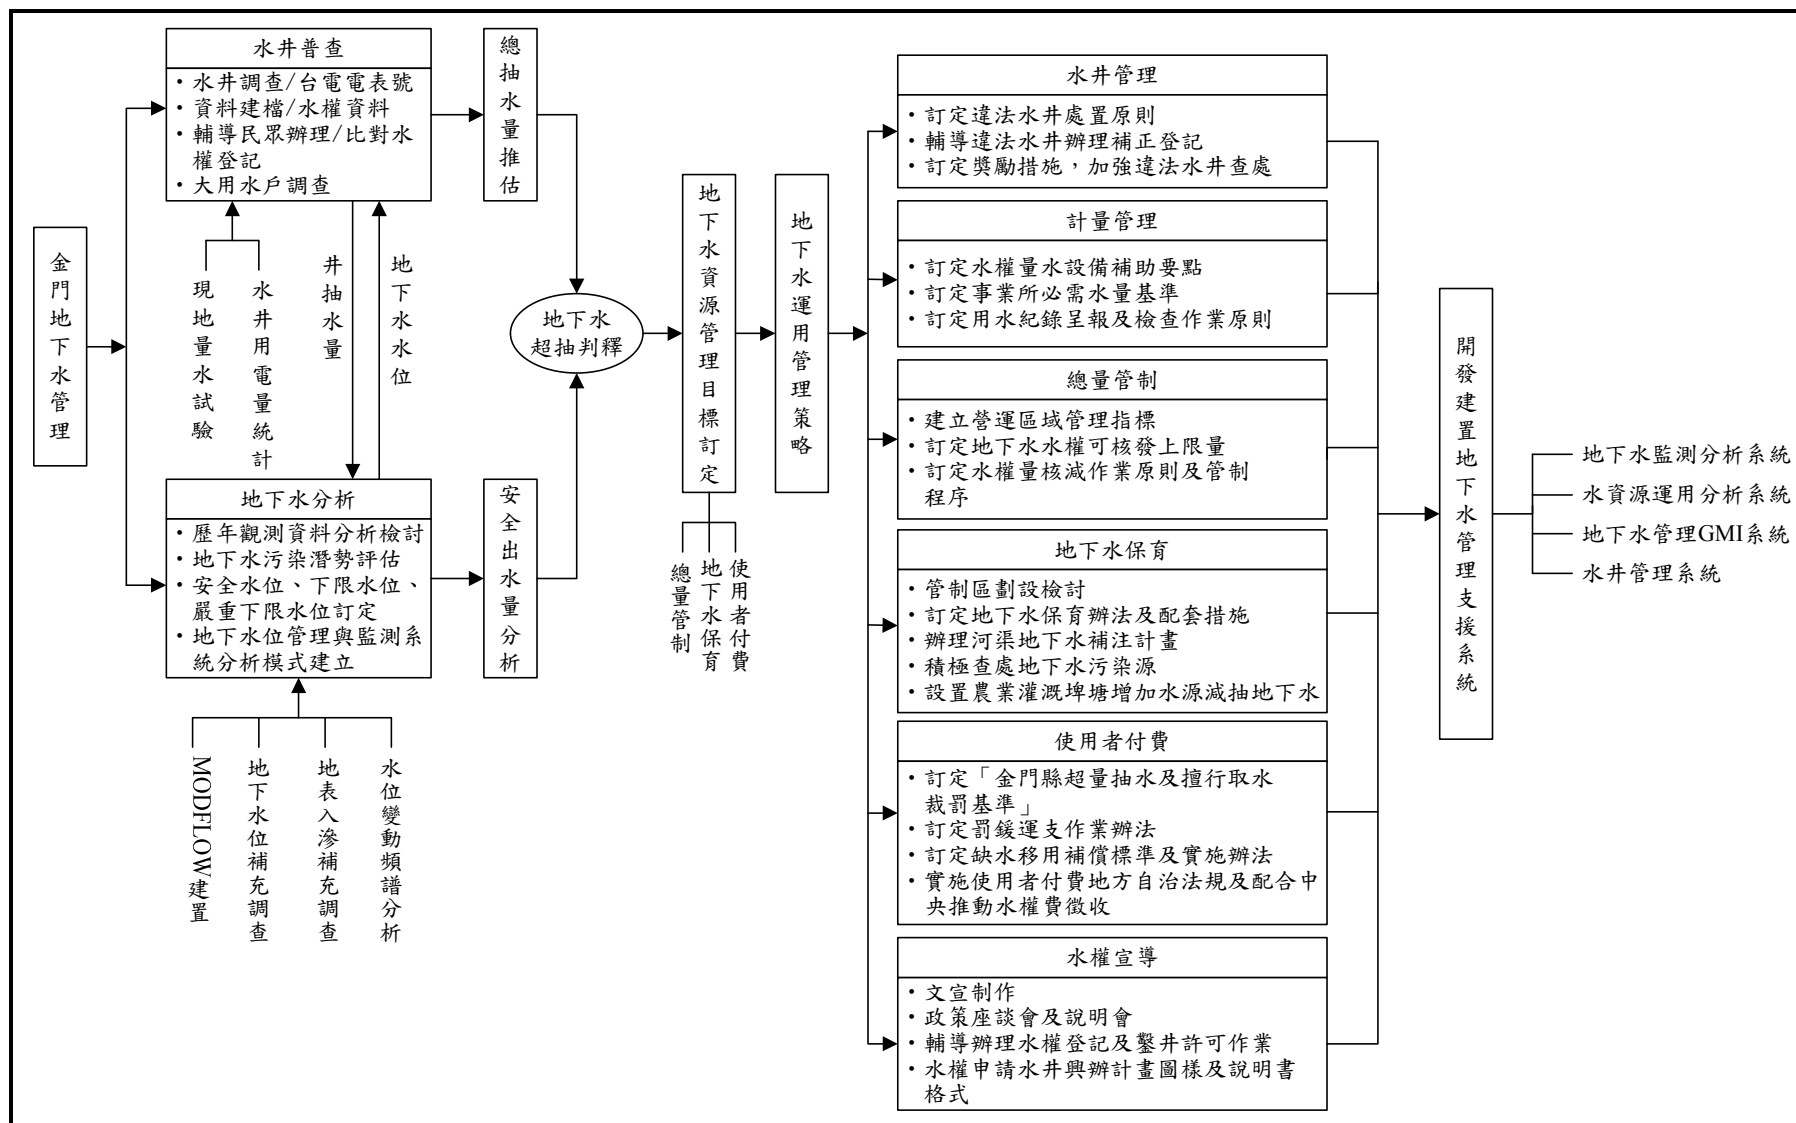 金門地下水管理
水井普查
・水井調查/台電電表號
・資料建檔/水權資料
・輔導民眾辦理/比對水
權登記
・大用水戶調查
現地量水試驗
水井用電量統計
井抽水量
地下水水位
地下水分析
・歷年觀測資料分析檢討
・地下水污染潛勢評估
・安全水位、下限水位、
嚴重下限水位訂定
・地下水位管理與監測系
統分析模式建立
MODFLOW建置
地下水位補充調查
地表入滲補充調查
水位變動頻譜分析
總抽水量推估
安全出水量分析
地下水
超抽判釋
地下水資源管理目標訂定
總量管制
地下水保育
使用者付費
地下水運用管理策略
水井管理
・訂定違法水井處置原則
・輔導違法水井辦理補正登記
・訂定獎勵措施，加強違法水井查處
計量管理
・訂定水權量水設備補助要點
・訂定事業所必需水量基準
・訂定用水紀錄呈報及檢查作業原則
總量管制
・建立營運區域管理指標
・訂定地下水水權可核發上限量
・訂定水權量核減作業原則及管制
程序
地下水保育
・管制區劃設檢討
・訂定地下水保育辦法及配套措施
・辦理河渠地下水補注計畫
・積極查處地下水污染源
・設置農業灌溉埤塘增加水源減抽地下水
使用者付費
・訂定「金門縣超量抽水及擅行取水
裁罰基準」
・訂定罰鍰運支作業辦法
・訂定缺水移用補償標準及實施辦法
・實施使用者付費地方自治法規及配合中
央推動水權費徵收
水權宣導
・文宣制作
・政策座談會及說明會
・輔導辦理水權登記及鑿井許可作業
・水權申請水井興辦計畫圖樣及說明書
格式
開發建置地下水管理支援系統
地下水監測分析系統
水資源運用分析系統
地下水管理GMI系統
水井管理系統